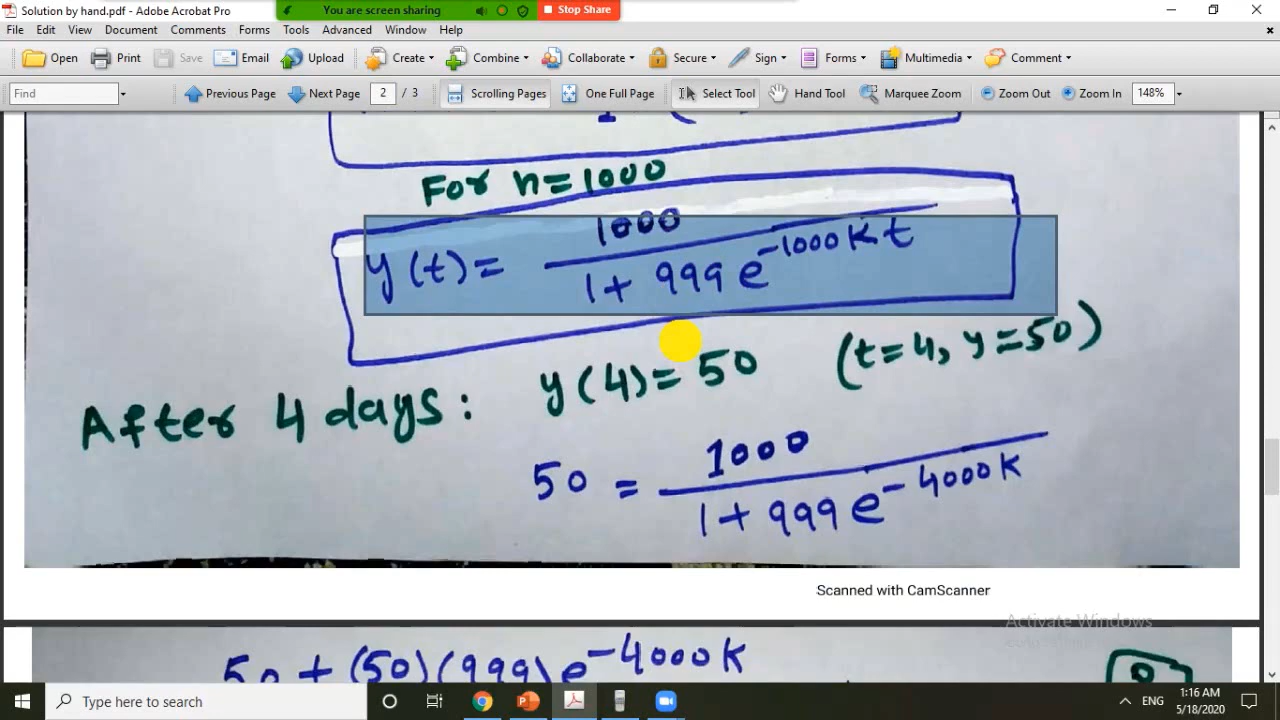 Solution by hand.pdf - Adobe Acrobat Pro
You are screen sharing
Stop Share
File Edit View Document Comments Forms Tools Advanced Window Help
Open Print Save Email Upload Create Combine Collaborate Secure Sign Forms Multimedia Comment
Find Previous Page Next Page 2 / 3 Scrolling Pages One Full Page Select Tool Hand Tool Marquee Zoom Zoom Out Zoom In 148%
For n=1000
y(t)= 1000
1+ 999 e^-1000kt
After 4 days: y(4)=50 (t=4, y=50)
50 = 1000
1+ 999e^-4000k
Scanned with CamScanner
Activate Windows
50 + (50)(999)e^-4000k
Type here to search
ENG
1:16 AM
5/18/2020